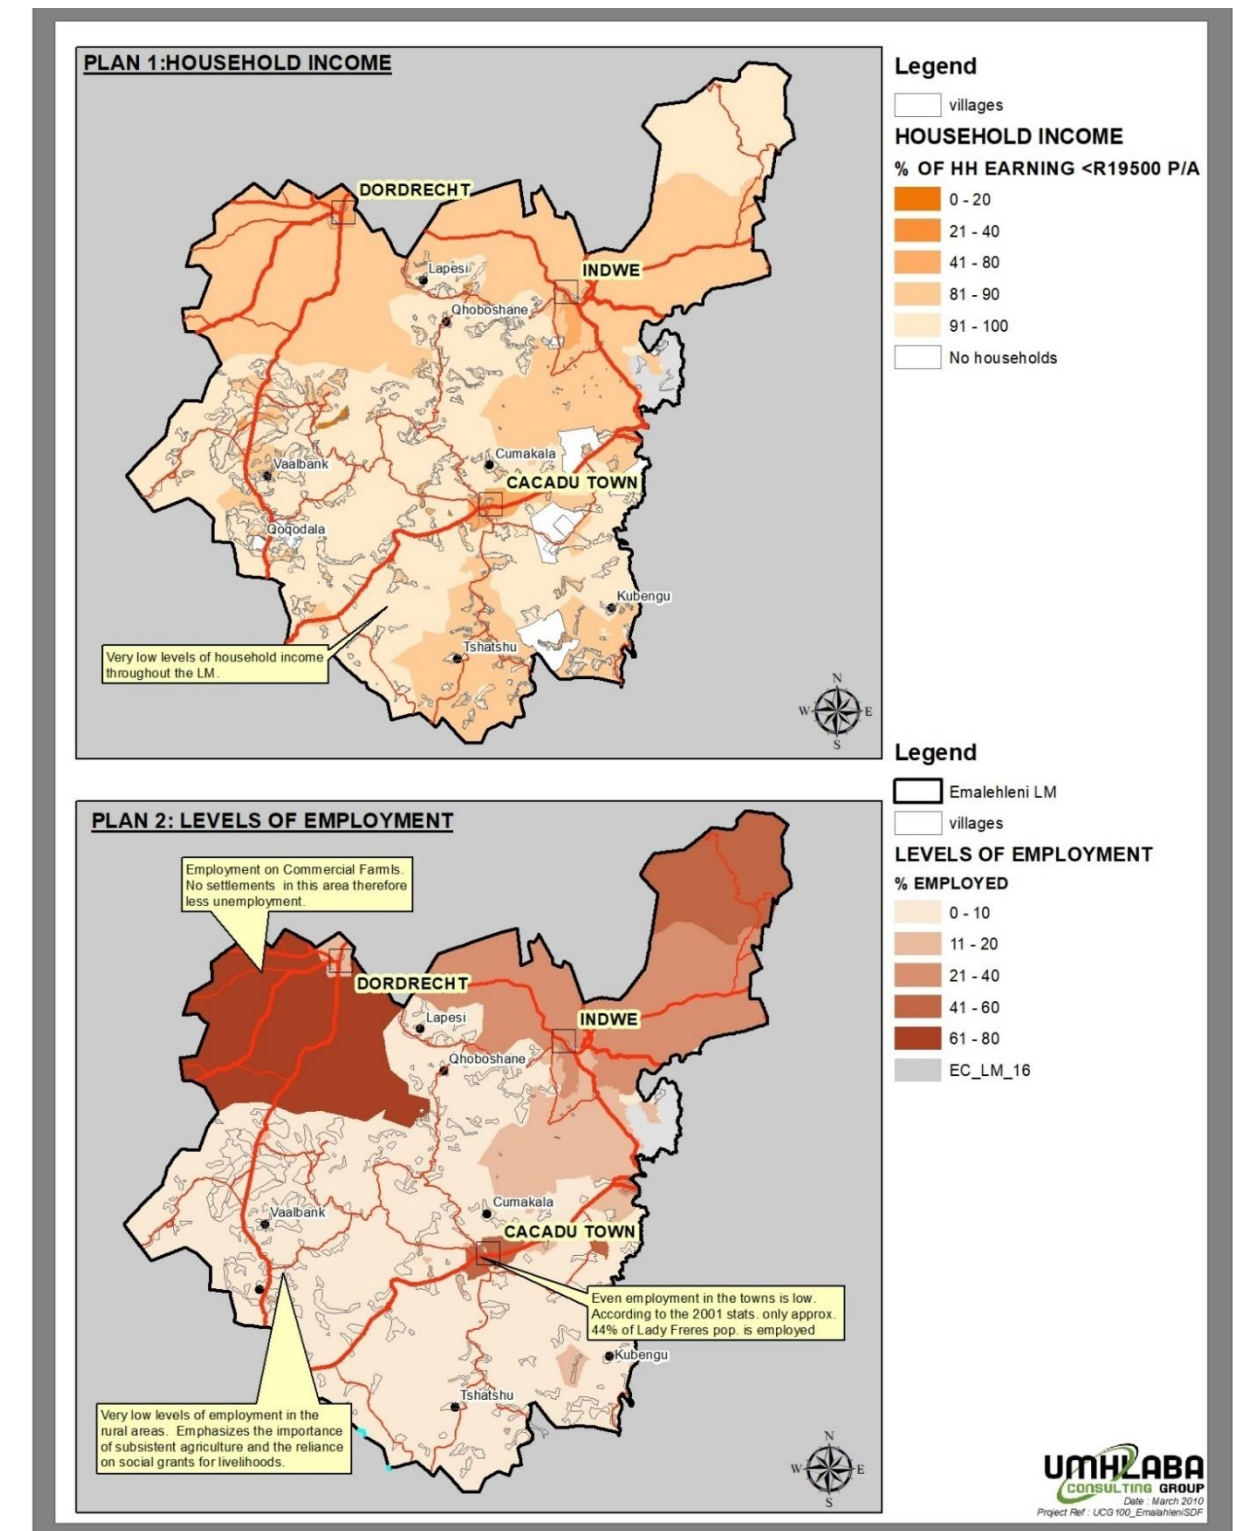 PLAN 1:HOUSEHOLD INCOME
DORDRECHT
INDWE
Lapesi
Qhoboshane
Cumakala
Vaalbank
CACADU TOWN
Qoqodala
Kubengu
Tshatshu
Very low levels of household income
throughout the LM.
N
W E
S
Legend
villages
HOUSEHOLD INCOME
% OF HH EARNING <R19500 P/A
0 - 20
21 - 40
41 - 80
81 - 90
91 - 100
No households
PLAN 2: LEVELS OF EMPLOYMENT
Employment on Commercial Farmls.
No settlements in this area therefore
less unemployment.
DORDRECHT
INDWE
Lapesi
Qhoboshane
Cumakala
Vaalbank
CACADU TOWN
Even employment in the towns is low.
According to the 2001 stats. only approx.
44% of Lady Freres pop. is employed
Kubengu
Tshatshu
Very low levels of employment in the
rural areas. Emphasizes the importance
of subsistent agriculture and the reliance
on social grants for livelihoods.
N
W E
S
Legend
Emalehleni LM
villages
LEVELS OF EMPLOYMENT
% EMPLOYED
0 - 10
11 - 20
21 - 40
41 - 60
61 - 80
EC_LM_16
UMHLABA
CONSULTING GROUP
Date : March 2010
Project Ref : UCG100_EmalahleniSDF